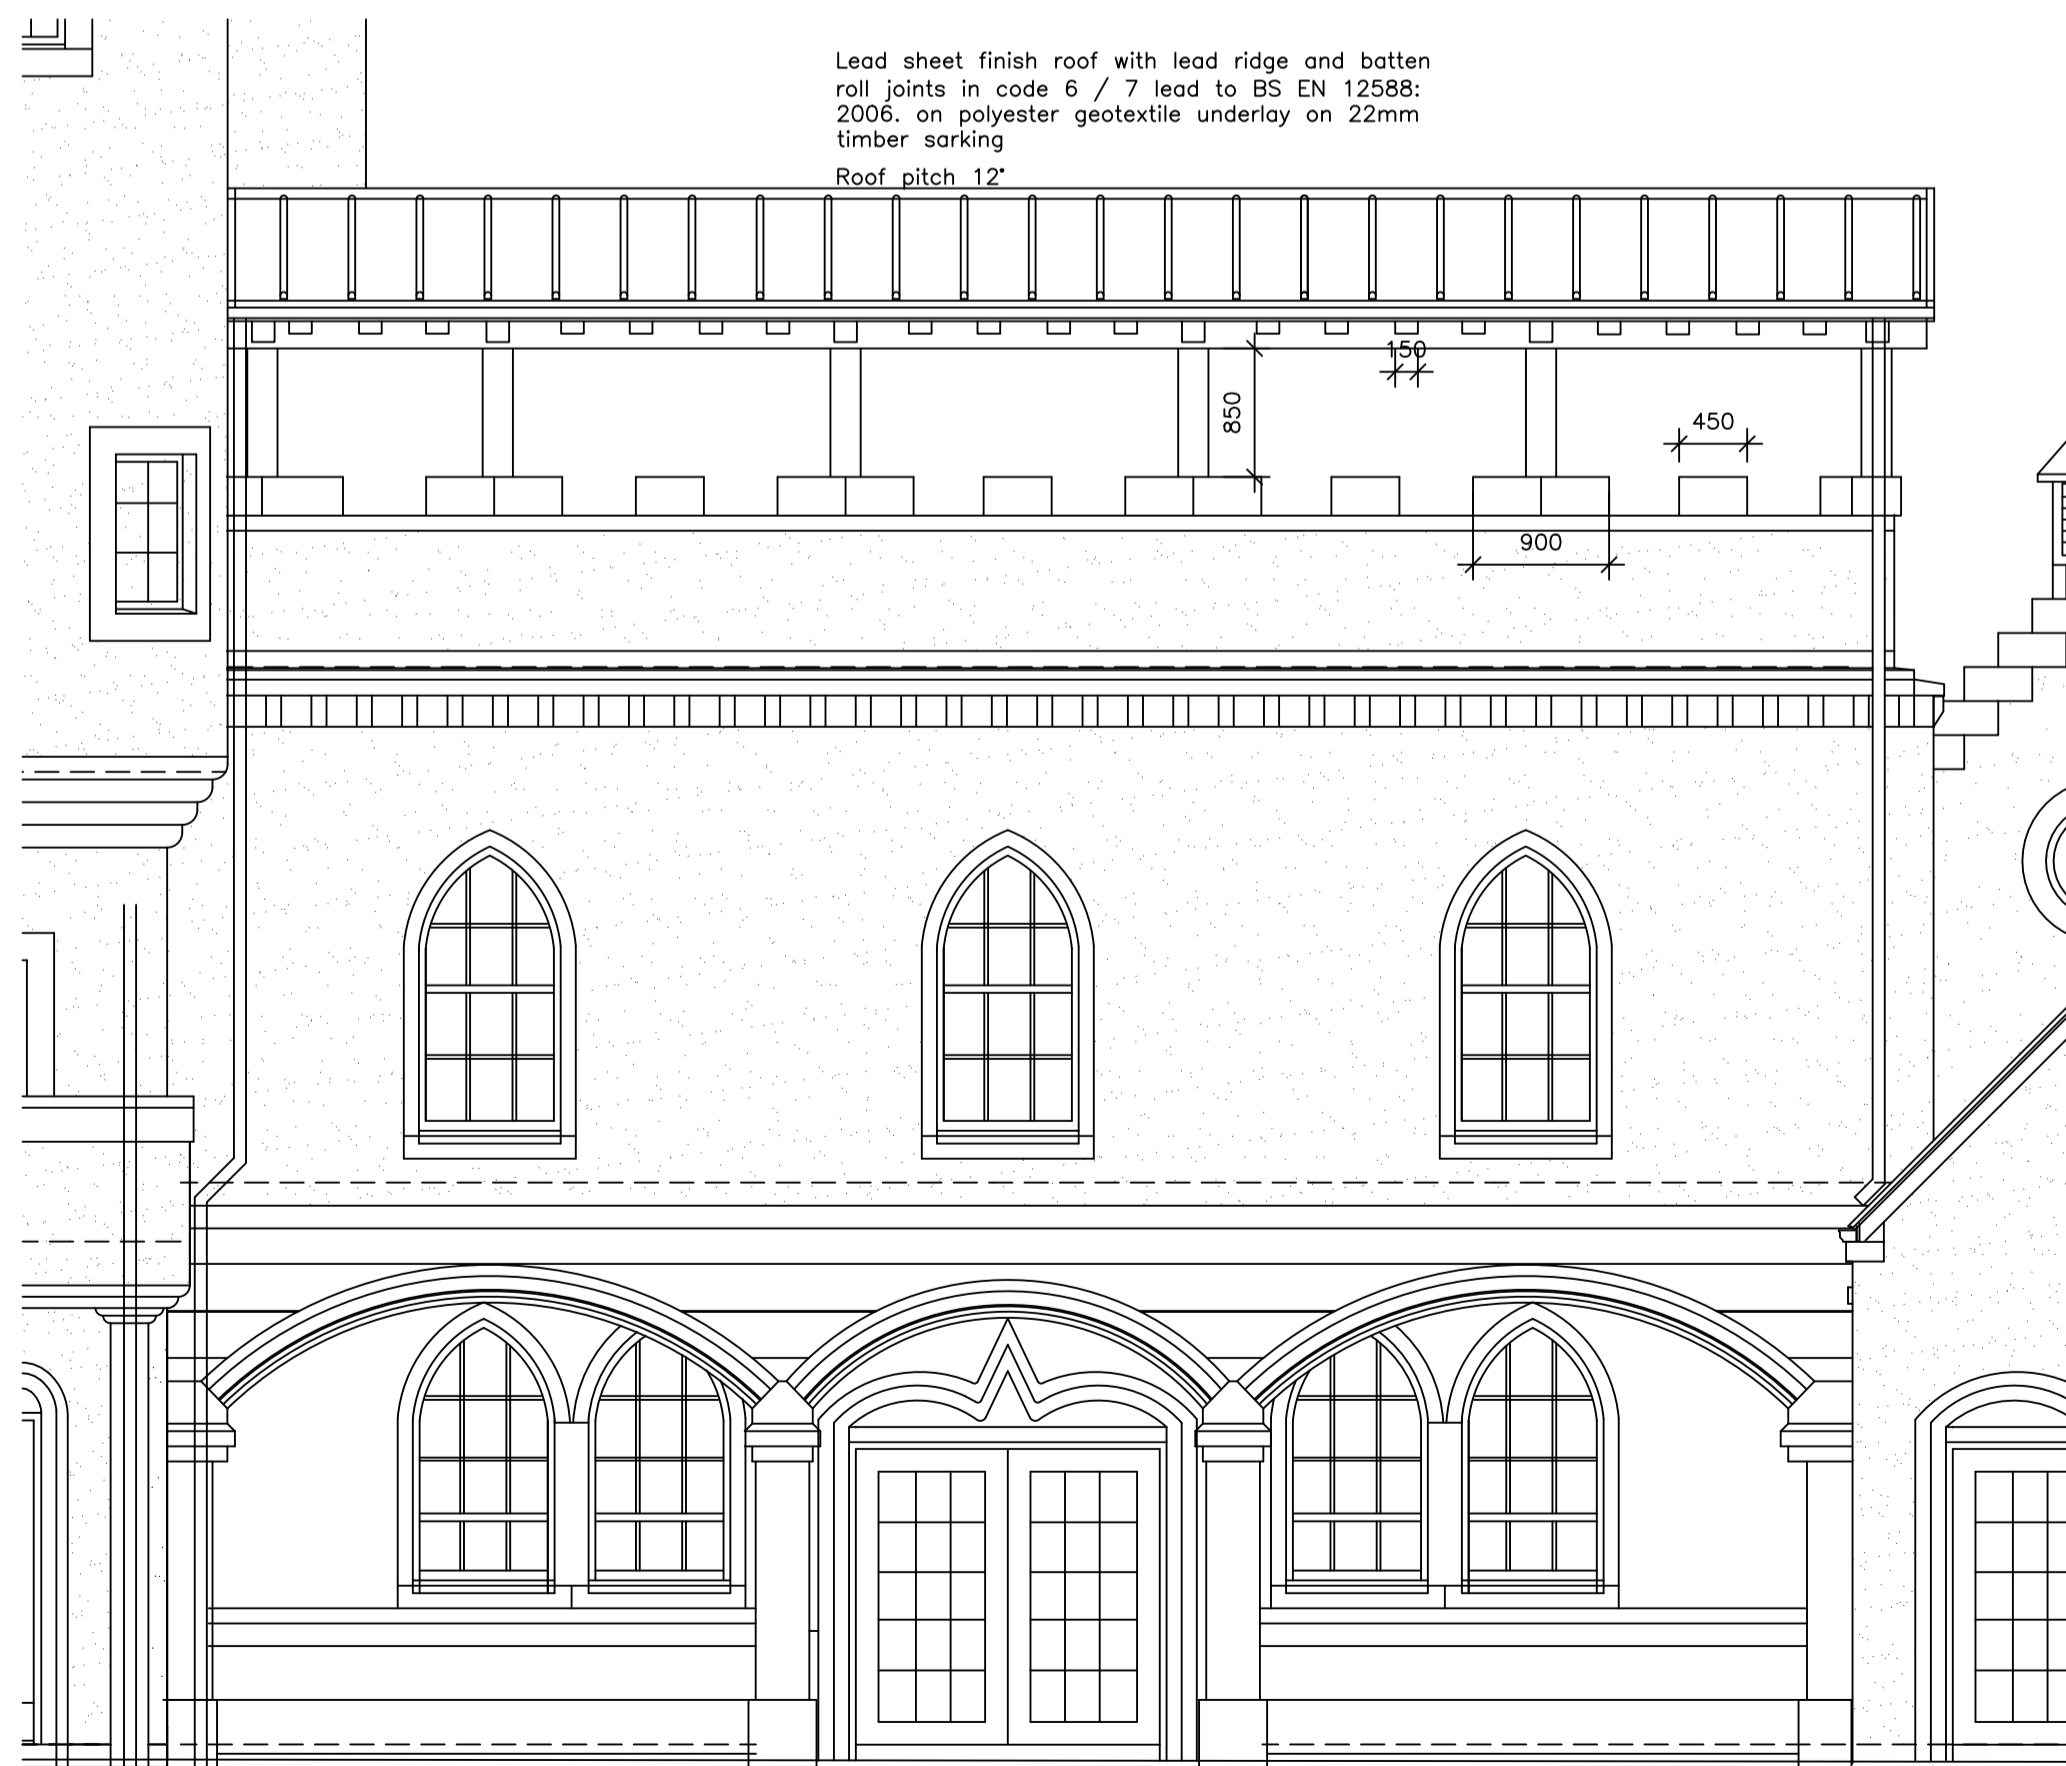 Lead sheet finish roof with lead ridge and batten
roll joints in code 6 / 7 lead to BS EN 12588:
2006. on polyester geotextile underlay on 22mm
timber sarking
Roof pitch 12°
150
850
450
900